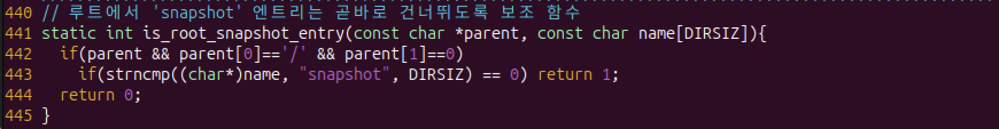 440 // 루트에서 'snapshot' 엔트리는 곧바로 건너뛰도록 보조 함수
441 static int is_root_snapshot_entry(const char *parent, const char name[DIRSIZ]){
442   if(parent && parent[0]=='/' && parent[1]==0)
443     if(strncmp((char*)name, "snapshot", DIRSIZ) == 0) return 1;
444   return 0;
445 }